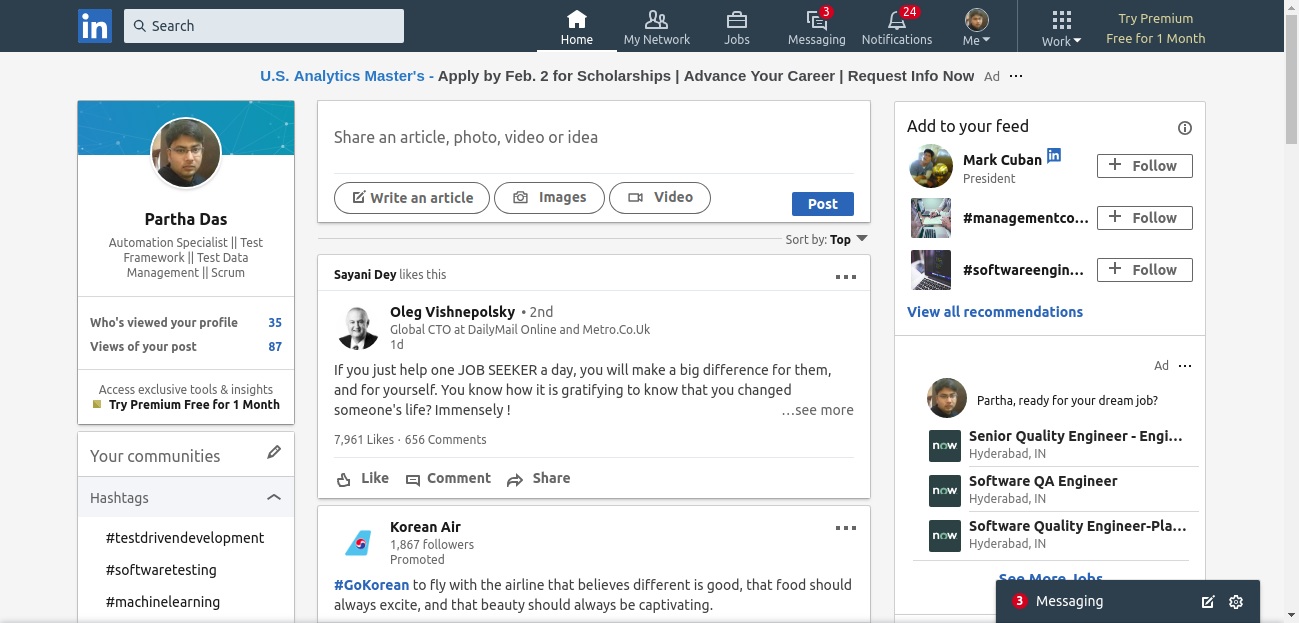 in
Search
Home
My Network
Jobs
3
Messaging
24
Notifications
Me
Work
Try Premium
Free for 1 Month
U.S. Analytics Master's - Apply by Feb. 2 for Scholarships | Advance Your Career | Request Info Now Ad ...
Partha Das
Automation Specialist || Test
Framework || Test Data
Management || Scrum
Who's viewed your profile 35
Views of your post 87
Access exclusive tools & insights
Try Premium Free for 1 Month
Your communities
Hashtags
#testdrivendevelopment
#softwaretesting
#machinelearning
Share an article, photo, video or idea
Write an article
Images
Video
Post
Sort by: Top
Sayani Dey likes this
Oleg Vishnepolsky • 2nd
Global CTO at DailyMail Online and Metro.Co.Uk
1d
If you just help one JOB SEEKER a day, you will make a big difference for them,
and for yourself. You know how it is gratifying to know that you changed
someone's life? Immensely !
...see more
7,961 Likes · 656 Comments
Like
Comment
Share
Korean Air
1,867 followers
Promoted
#GoKorean to fly with the airline that believes different is good, that food should
always excite, and that beauty should always be captivating.
Add to your feed
Mark Cuban in
President
+ Follow
#managementco...
+ Follow
#softwareengin...
+ Follow
View all recommendations
Ad ...
Partha, ready for your dream job?
now
Senior Quality Engineer - Engi...
Hyderabad, IN
now
Software QA Engineer
Hyderabad, IN
now
Software Quality Engineer-Pla...
Hyderabad, IN
See More Jobs
3 Messaging